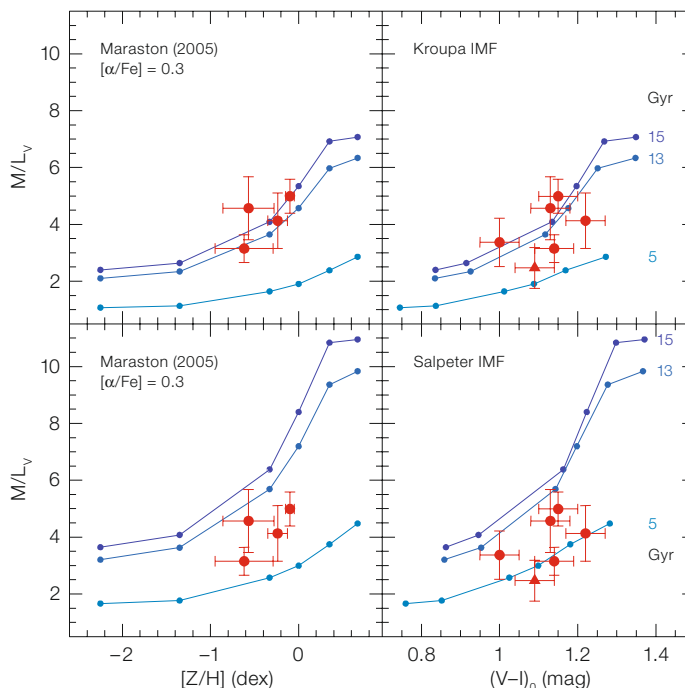 Maraston (2005)
[α/Fe] = 0.3
Kroupa IMF
Gyr
15
13
5
10
8
6
4
2
M/L_V
Maraston (2005)
[α/Fe] = 0.3
Salpeter IMF
15
13
5
Gyr
10
8
6
4
2
M/L_V
−2 −1 0
0.8 1 1.2 1.4
[Z/H] (dex)
(V–I)₀ (mag)